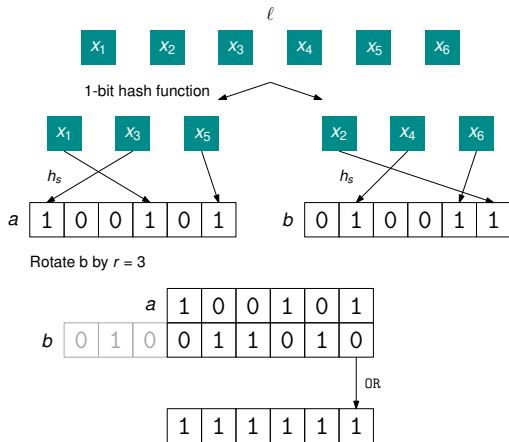 ℓ
x1 x2 x3 x4 x5 x6
1-bit hash function
x1 x3 x5 x2 x4 x6
hs hs
a 1 0 0 1 0 1 b 0 1 0 0 1 1
Rotate b by r = 3
a 1 0 0 1 0 1
b 0 1 0 0 1 1 0 1 0
OR
1 1 1 1 1 1